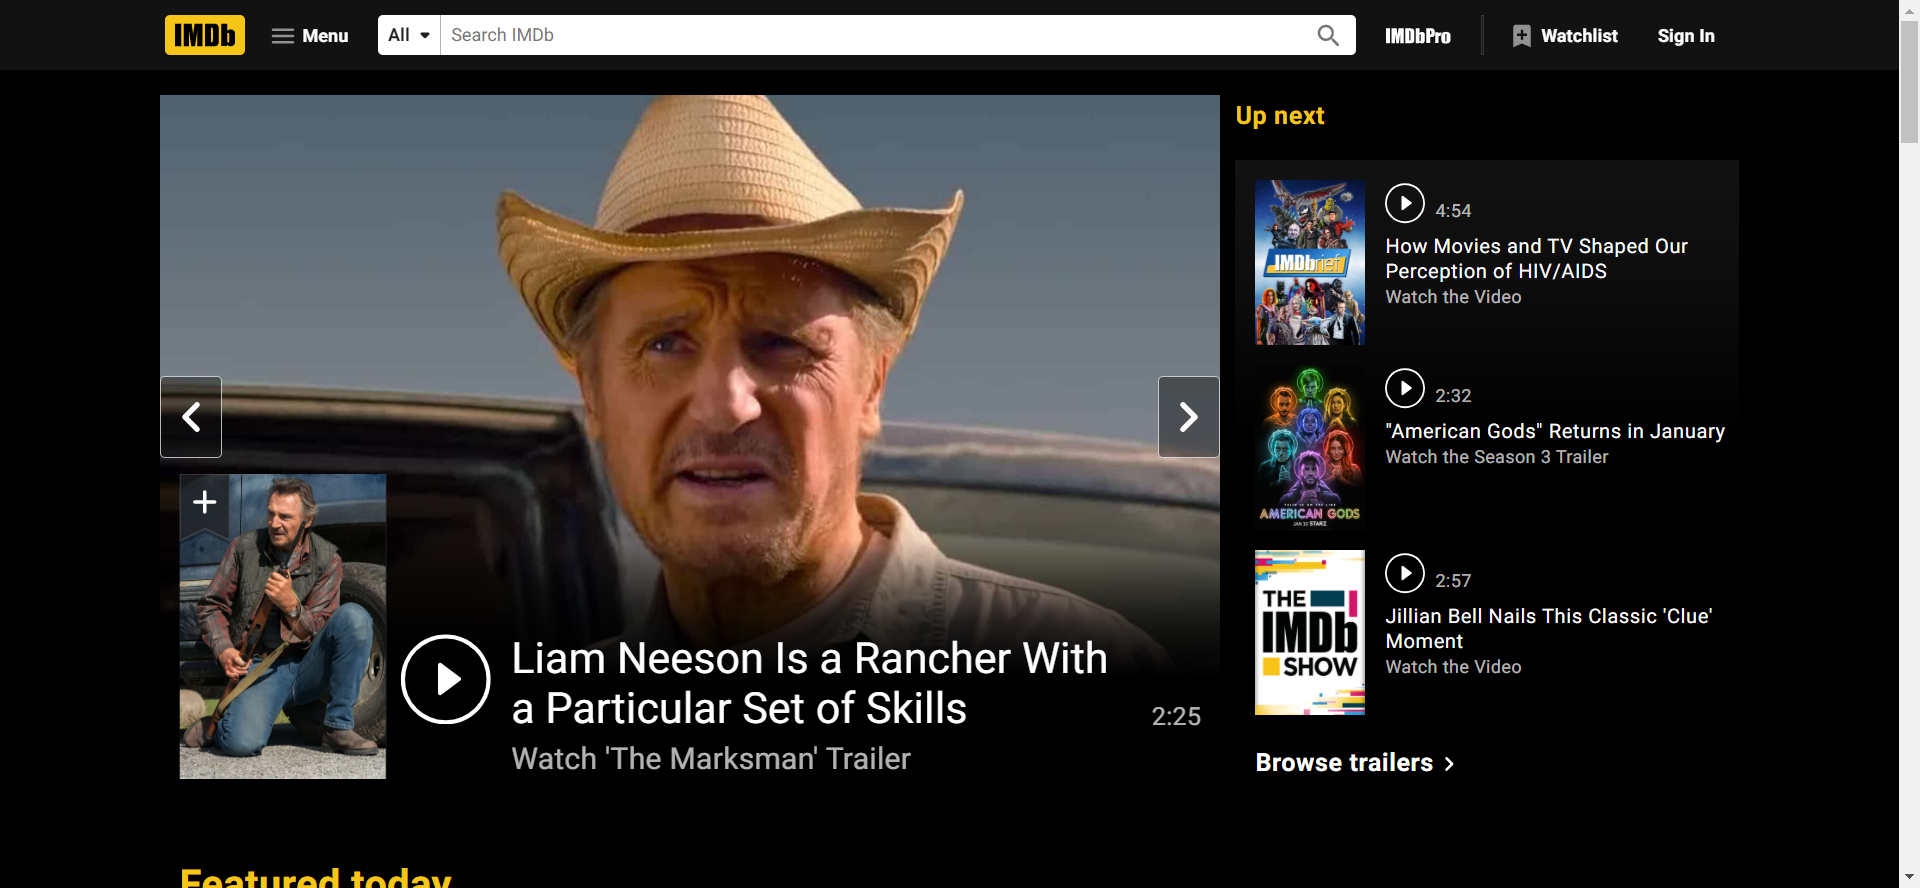 IMDb
Menu
All
Search IMDb
IMDbPro
Watchlist
Sign In
Up next
4:54
How Movies and TV Shaped Our
Perception of HIV/AIDS
Watch the Video
IMDbrief
2:32
"American Gods" Returns in January
Watch the Season 3 Trailer
AMERICAN GODS
JAN 10 STARZ
2:57
Jillian Bell Nails This Classic 'Clue'
Moment
Watch the Video
THE
IMDb
SHOW
Liam Neeson Is a Rancher With
a Particular Set of Skills
2:25
Watch 'The Marksman' Trailer
Browse trailers
Featured today